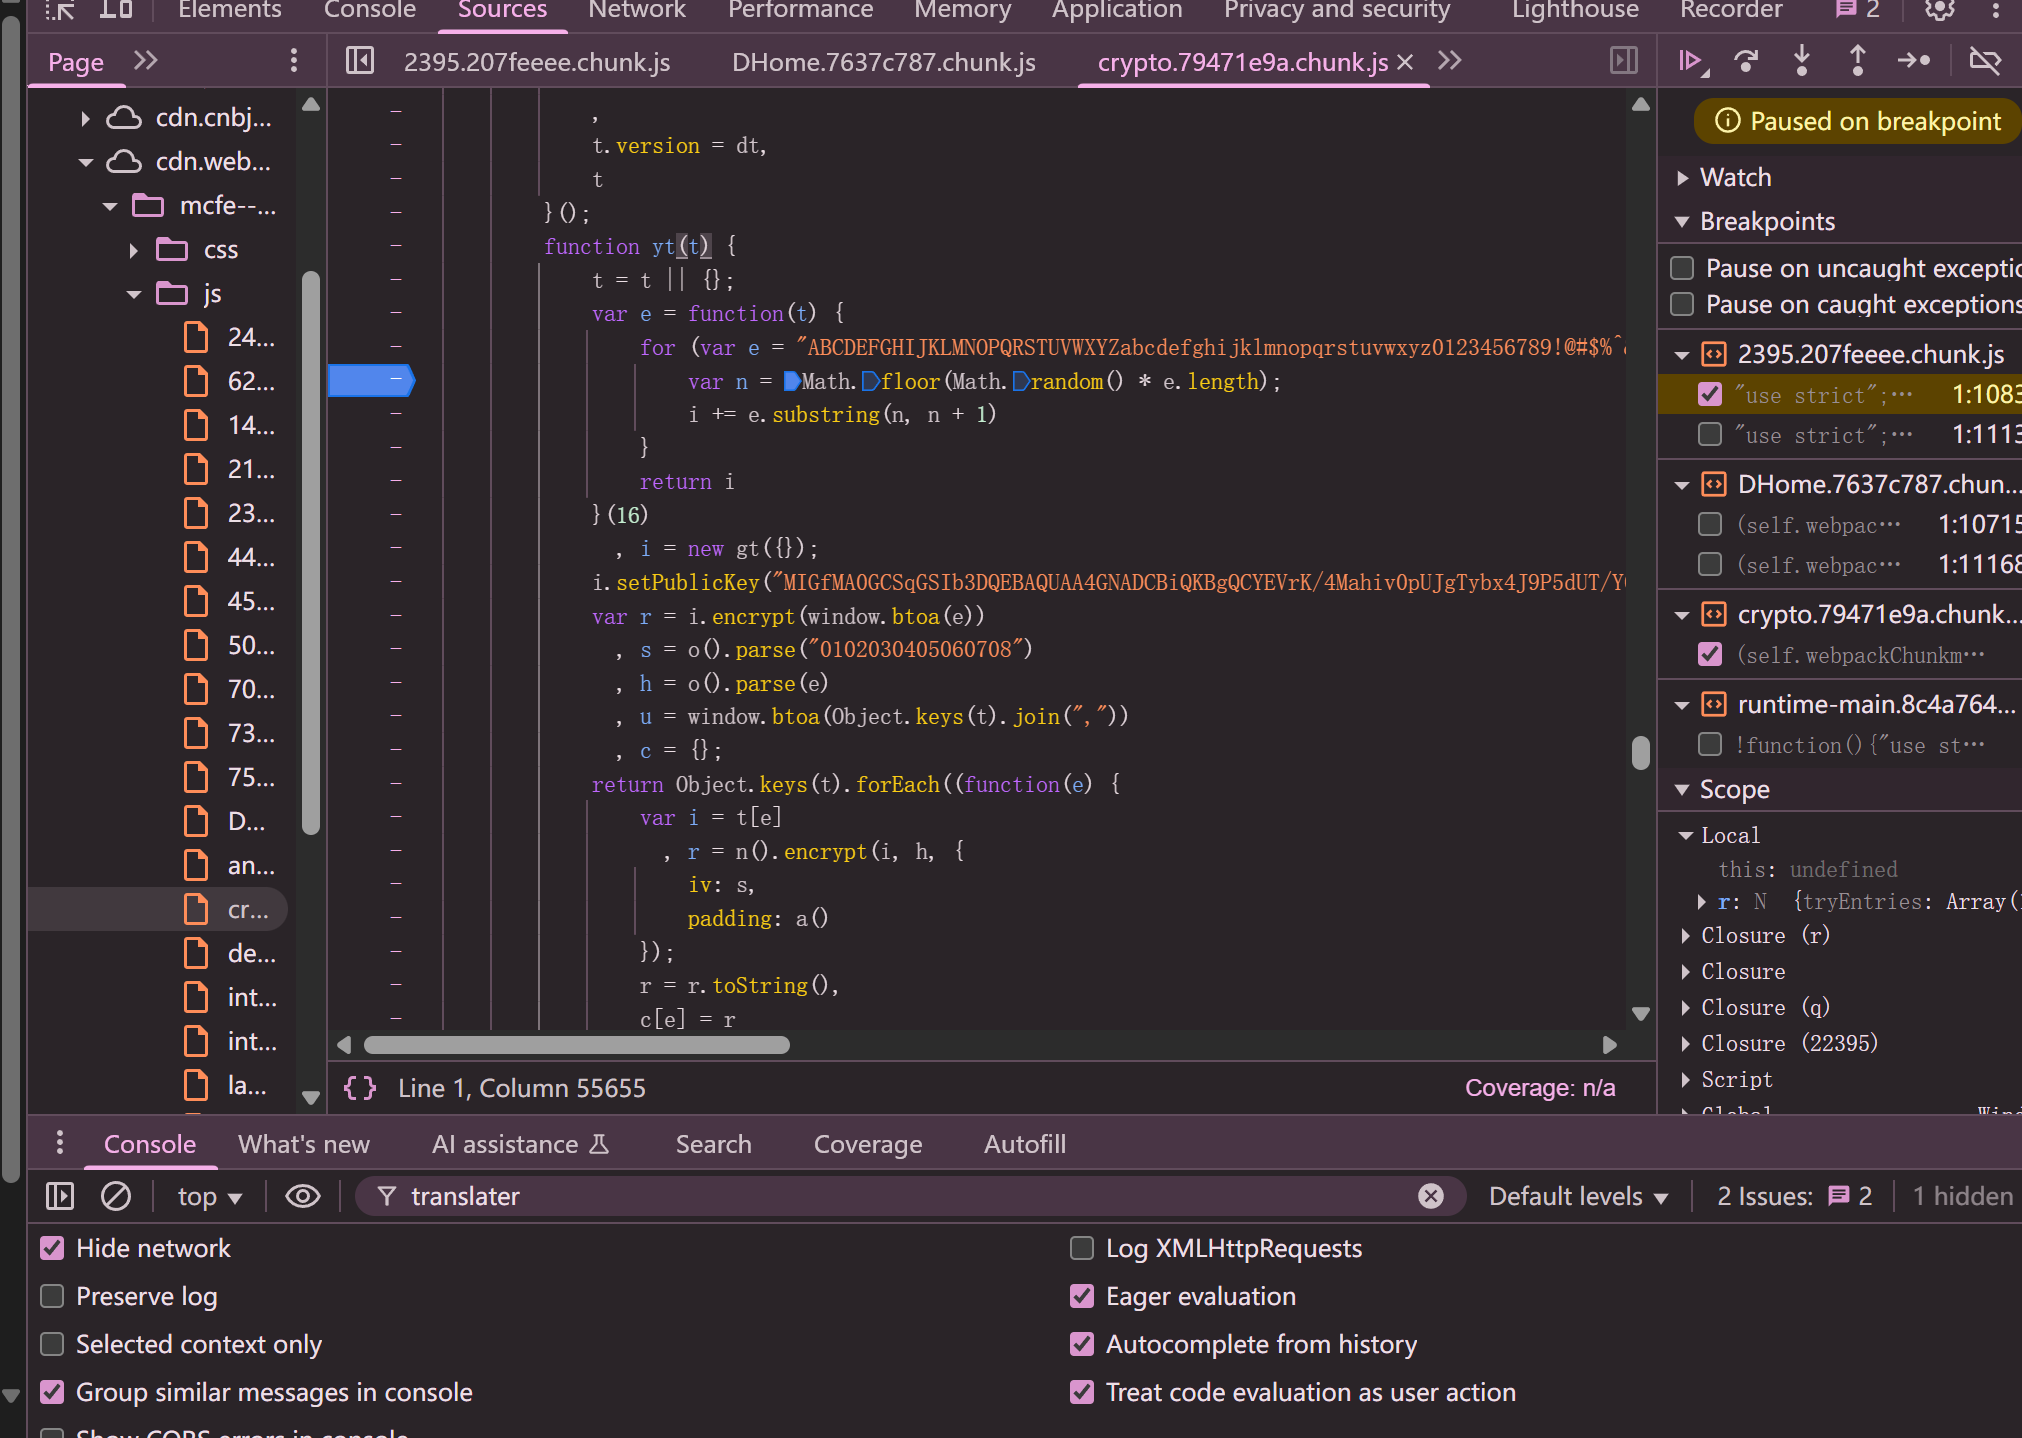 Elements Console Sources Network Performance Memory Application Privacy and security Lighthouse Recorder 2
Page
2395.207feeee.chunk.js DHome.7637c787.chunk.js crypto.79471e9a.chunk.js
cdn.cnbj...
cdn.web...
mcfe--...
css
js
24...
62...
14...
21...
23...
44...
45...
50...
70...
73...
75...
D...
an...
cr...
de...
int...
int...
la...
,
t.version = dt,
t
}();
function yt(t) {
t = t || {};
var e = function(t) {
for (var e = "ABCDEFGHIJKLMNOPQRSTUVWXYZabcdefghijklmnopqrstuvwxyz0123456789!@#$%^
var n = Math.floor(Math.random() * e.length);
i += e.substring(n, n + 1)
}
return i
}(16)
, i = new gt({});
i.setPublicKey("MIGfMA0GCSqGSIb3DQEBAQUAA4GNADCBiQKBgQCYEVrK/4Mahiv0pUJgTybx4J9P5dUT/Y
var r = i.encrypt(window.btoa(e))
, s = o().parse("0102030405060708")
, h = o().parse(e)
, u = window.btoa(Object.keys(t).join(","))
, c = {};
return Object.keys(t).forEach((function(e) {
var i = t[e]
, r = n().encrypt(i, h, {
iv: s,
padding: a()
});
r = r.toString(),
c[e] = r
{} Line 1, Column 55655 Coverage: n/a
Paused on breakpoint
Watch
Breakpoints
Pause on uncaught exceptio
Pause on caught exceptions
2395.207feeee.chunk.js
"use strict";… 1:1083
"use strict";… 1:1113
DHome.7637c787.chun...
(self.webpac… 1:10715
(self.webpac… 1:11168
crypto.79471e9a.chunk...
(self.webpackChunkm…
runtime-main.8c4a764...
!function(){"use st…
Scope
Local
this: undefined
r: N {tryEntries: Array(
Closure (r)
Closure
Closure (q)
Closure (22395)
Script
Global
Console What's new AI assistance Search Coverage Autofill
top translater Default levels 2 Issues: 2 1 hidden
Hide network
Preserve log
Selected context only
Group similar messages in console
Show CORS errors in console
Log XMLHttpRequests
Eager evaluation
Autocomplete from history
Treat code evaluation as user action